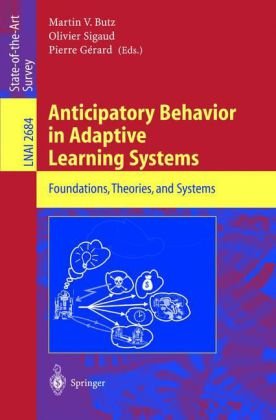 State-of-the-Art
Survey
LNAI 2684
Martin V. Butz
Olivier Sigaud
Pierre Gérard (Eds.)
Anticipatory Behavior
in Adaptive
Learning Systems
Foundations, Theories, and Systems
Springer